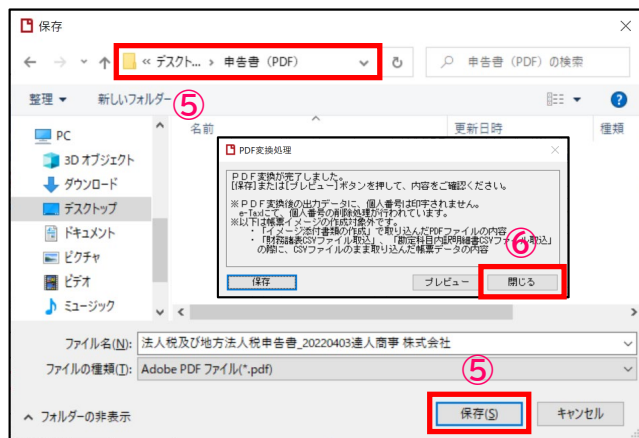 保存
« デスクト... › 申告書（PDF）
申告書（PDF）の検索
整理
新しいフォルダー
⑤
PC
3D オブジェクト
ダウンロード
デスクトップ
ドキュメント
ピクチャ
ビデオ
ミュージック
名前
更新日時
種類
PDF変換処理
ＰＤＦ変換が完了しました。
[保存]または[プレビュー]ボタンを押して、内容をご確認ください。
※ＰＤＦ変換後の出力データに、個人番号は印字されません。
e-Taxにて、個人番号の削除処理が行われています。
※以下は帳票イメージの作成対象外です。
・「イメージ添付書類の作成」で取り込んだPDFファイルの内容
・「財務諸表CSVファイル取込」、「勘定科目内訳明細書CSVファイル取込」
の際に、CSVファイルのまま取り込んだ帳票データの内容
⑥
保存
プレビュー
閉じる
ファイル名(N):
法人税及び地方法人税申告書_20220403達人商事 株式会社
ファイルの種類(T):
Adobe PDF ファイル(*.pdf)
⑤
フォルダーの非表示
保存(S)
キャンセル